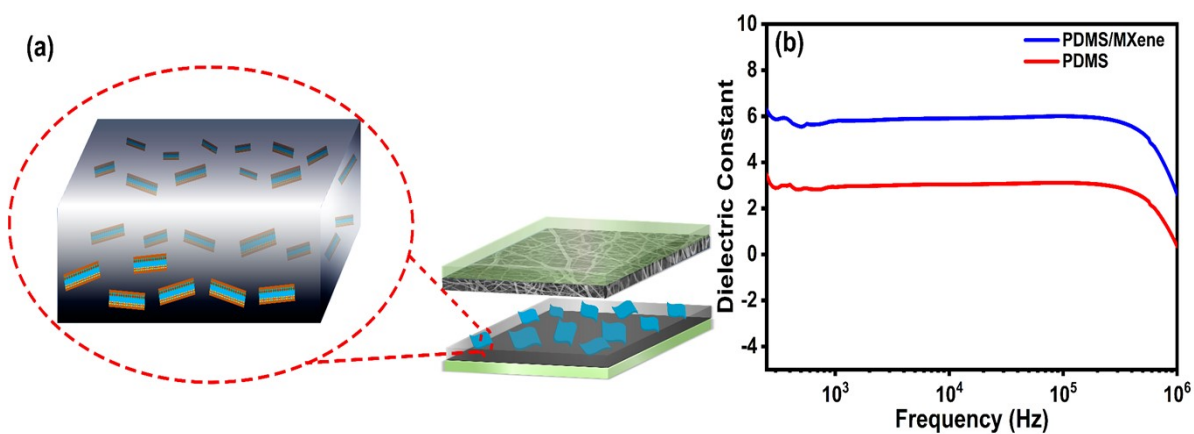 (a)
(b)
PDMS/MXene
PDMS
Dielectric Constant
10
8
6
4
2
0
-2
-4
10³
10⁴
10⁵
10⁶
Frequency (Hz)